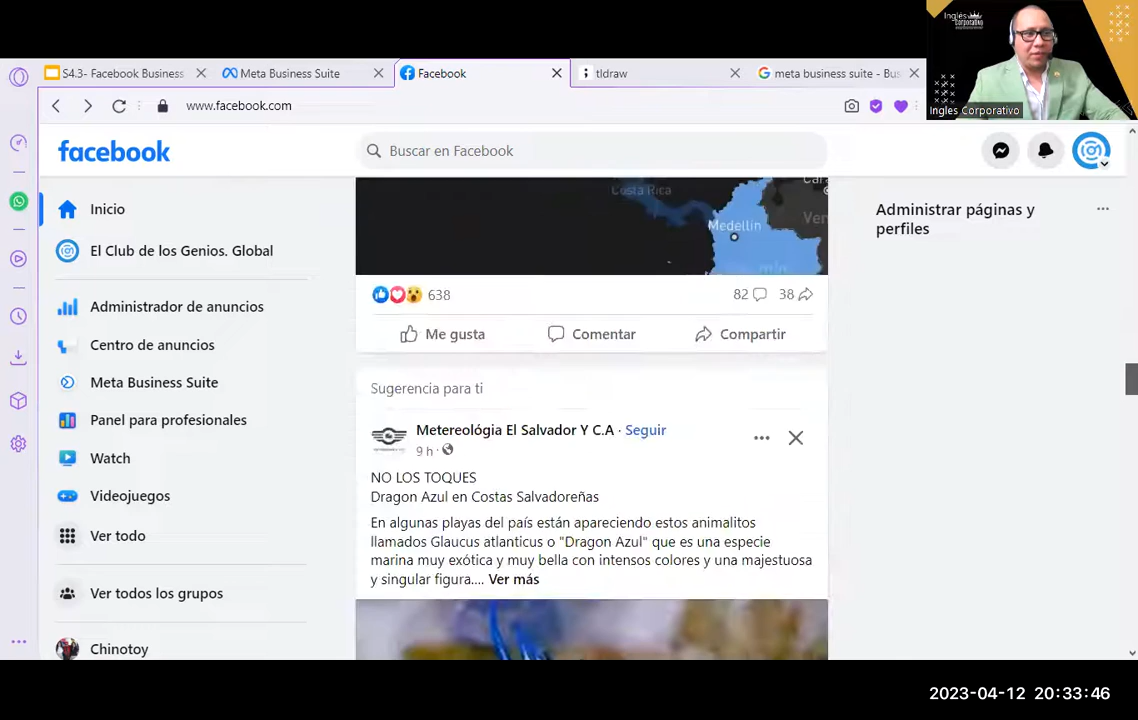 Inglés
Corporativo
S4.3- Facebook Business
Meta Business Suite
Facebook
tldraw
meta business suite - Bus
www.facebook.com
Ingles Corporativo
facebook
Buscar en Facebook
Inicio
El Club de los Genios. Global
Administrador de anuncios
Centro de anuncios
Meta Business Suite
Panel para profesionales
Watch
Videojuegos
Ver todo
Ver todos los grupos
Chinotoy
Costa Rica
Medellín
Ven
638
82
38
Me gusta
Comentar
Compartir
Sugerencia para ti
Metereológia El Salvador Y C.A · Seguir
9 h ·
NO LOS TOQUES
Dragon Azul en Costas Salvadoreñas
En algunas playas del país están apareciendo estos animalitos
llamados Glaucus atlanticus o "Dragon Azul" que es una especie
marina muy exótica y muy bella con intensos colores y una majestuosa
y singular figura.... Ver más
Administrar páginas y
perfiles
2023-04-12 20:33:46